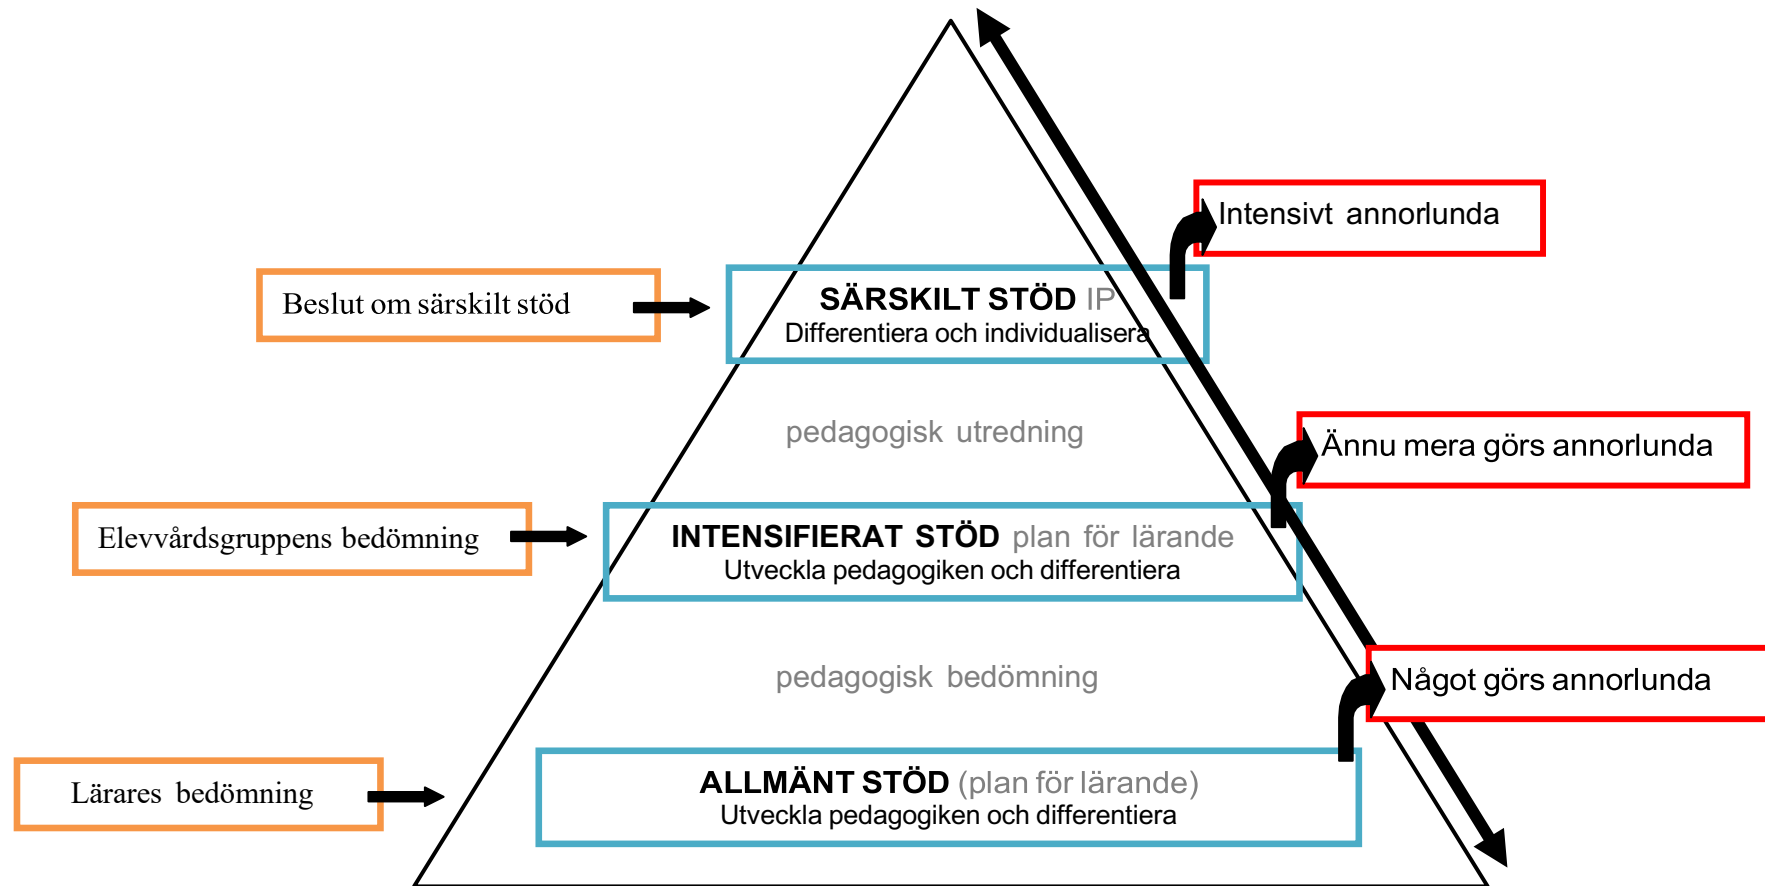 Intensivt annorlunda
Beslut om särskilt stöd
SÄRSKILT STÖD IP
Differentiera och individualisera
pedagogisk utredning
Ännu mera görs annorlunda
Elevvårdsgruppens bedömning
INTENSIFIERAT STÖD plan för lärande
Utveckla pedagogiken och differentiera
pedagogisk bedömning
Något görs annorlunda
Lärares bedömning
ALLMÄNT STÖD (plan för lärande)
Utveckla pedagogiken och differentiera